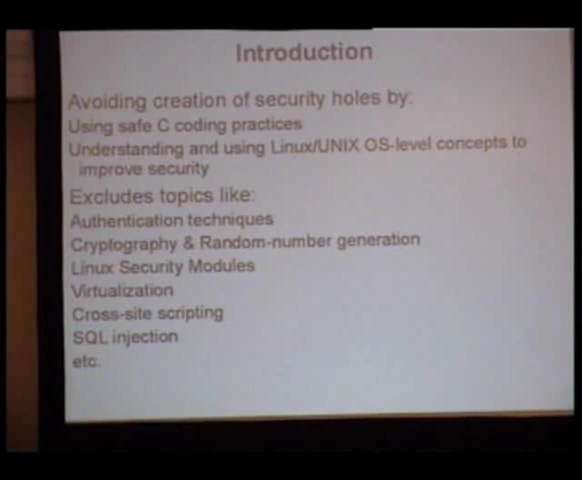 Introduction
Avoiding creation of security holes by:
Using safe C coding practices
Understanding and using Linux/UNIX OS-level concepts to
improve security
Excludes topics like:
Authentication techniques
Cryptography & Random-number generation
Linux Security Modules
Virtualization
Cross-site scripting
SQL injection
etc.